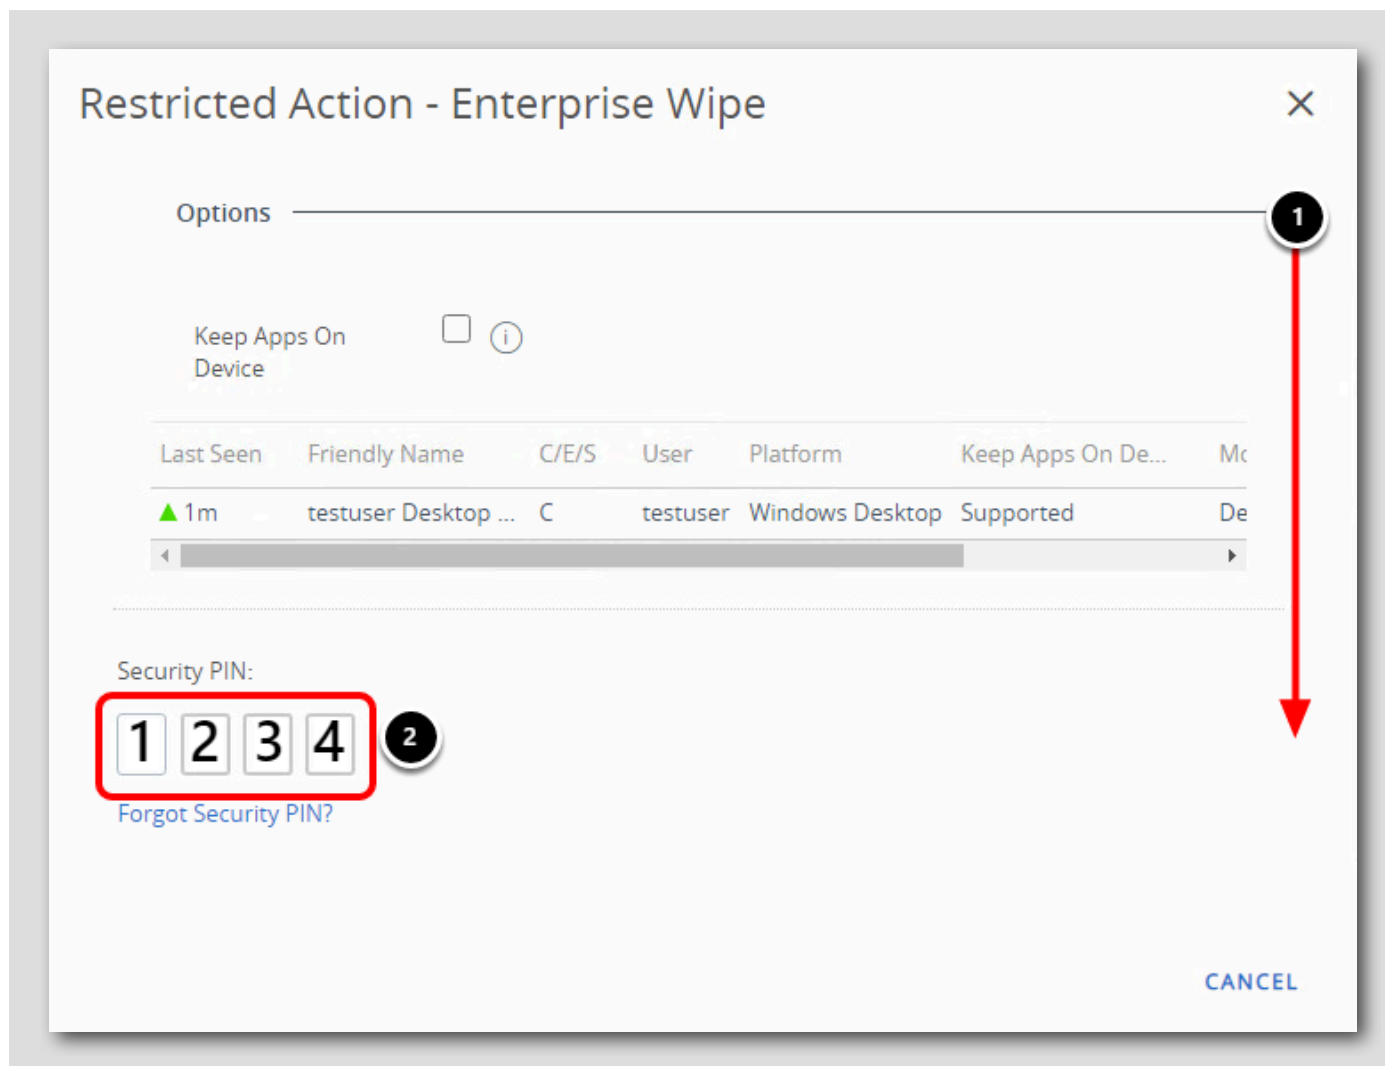 Restricted Action - Enterprise Wipe
Options
1
Keep Apps On
Device
Last Seen Friendly Name C/E/S User Platform Keep Apps On De... Mo
▲ 1m testuser Desktop ... C testuser Windows Desktop Supported De
Security PIN:
1 2 3 4
2
Forgot Security PIN?
CANCEL